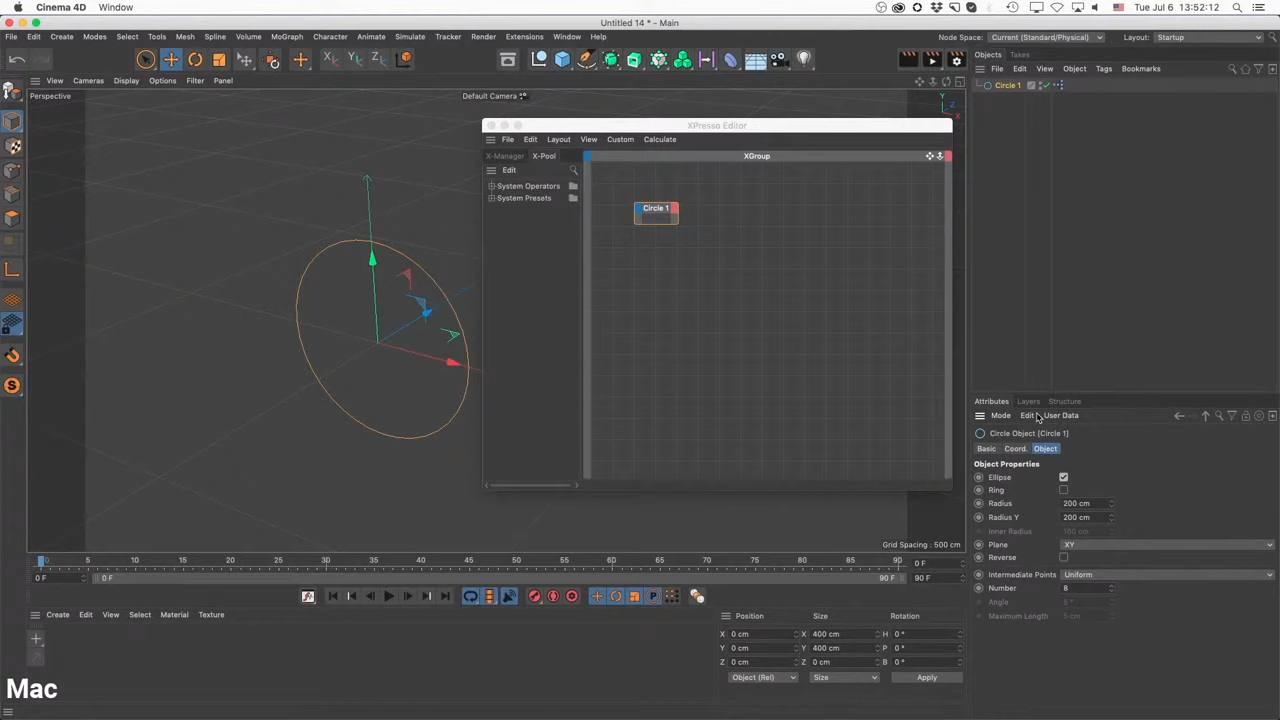 Cinema 4D Window
Tue Jul 6 13:52:12
Untitled 14 * - Main
File Edit Create Modes Select Tools Mesh Spline Volume MoGraph Character Animate Simulate Tracker Render Extensions Window Help
Node Space: Current (Standard/Physical) Layout: Startup
Objects Takes
File Edit View Object Tags Bookmarks
Circle 1
View Cameras Display Options Filter Panel
Perspective
Default Camera
Y
Z
X
XPresso Editor
File Edit Layout View Custom Calculate
X-Manager X-Pool
XGroup
Edit
System Operators
System Presets
Circle 1
Grid Spacing : 500 cm
Attributes Layers Structure
Mode Edit User Data
Circle Object [Circle 1]
Basic Coord. Object
Object Properties
Ellipse
Ring
Radius 200 cm
Radius Y 200 cm
Inner Radius 100 cm
Plane XY
Reverse
Intermediate Points Uniform
Number 8
Angle 5 °
Maximum Length 5 cm
0 5 10 15 20 25 30 35 40 45 50 55 60 65 70 75 80 85 90
0 F
0 F 0 F 90 F 90 F
Create Edit View Select Material Texture
Position Size Rotation
X 0 cm X 400 cm H 0 °
Y 0 cm Y 400 cm P 0 °
Z 0 cm Z 0 cm B 0 °
Object (Rel) Size Apply
Mac